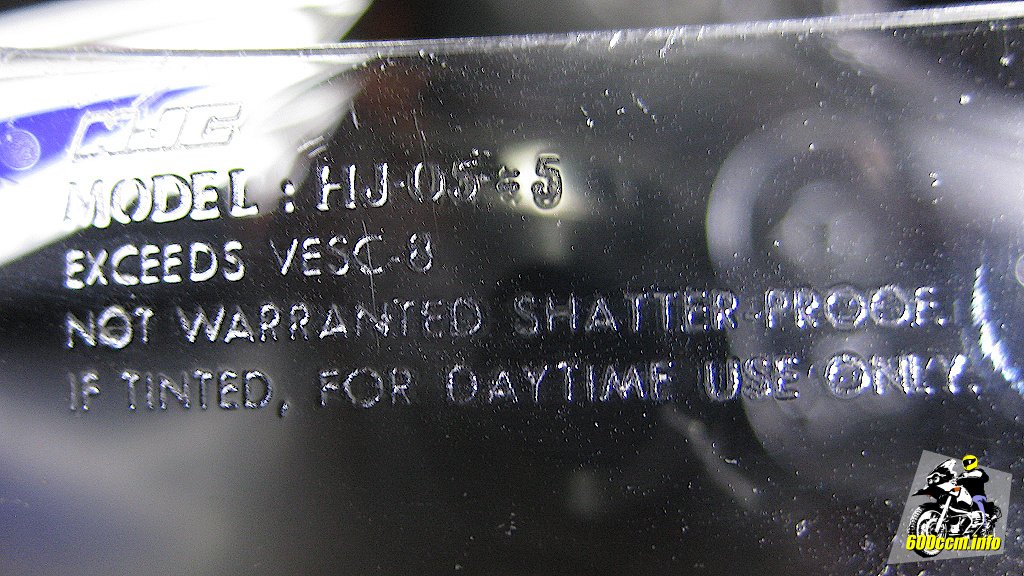 HJC
MODEL : HJ-05 #5
EXCEEDS VESC-8
NOT WARRANTED SHATTER-PROOF.
IF TINTED, FOR DAYTIME USE ONLY.
600ccm.info